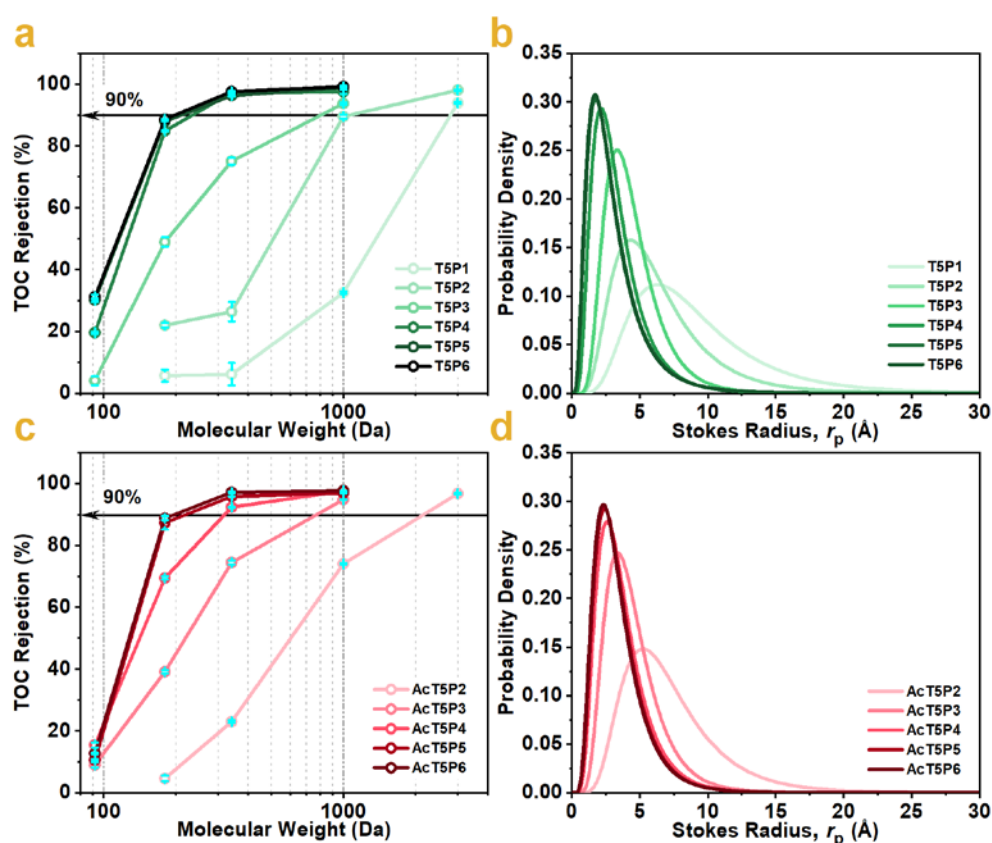 a
TOC Rejection (%)
100
80
60
40
20
0
90%
T5P1
T5P2
T5P3
T5P4
T5P5
T5P6
100
1000
Molecular Weight (Da)
b
Probability Density
0.35
0.30
0.25
0.20
0.15
0.10
0.05
0.00
T5P1
T5P2
T5P3
T5P4
T5P5
T5P6
0
5
10
15
20
25
30
Stokes Radius, rp (Å)
c
TOC Rejection (%)
100
80
60
40
20
0
90%
AcT5P2
AcT5P3
AcT5P4
AcT5P5
AcT5P6
100
1000
Molecular Weight (Da)
d
Probability Density
0.35
0.30
0.25
0.20
0.15
0.10
0.05
0.00
AcT5P2
AcT5P3
AcT5P4
AcT5P5
AcT5P6
0
5
10
15
20
25
30
Stokes Radius, rp (Å)